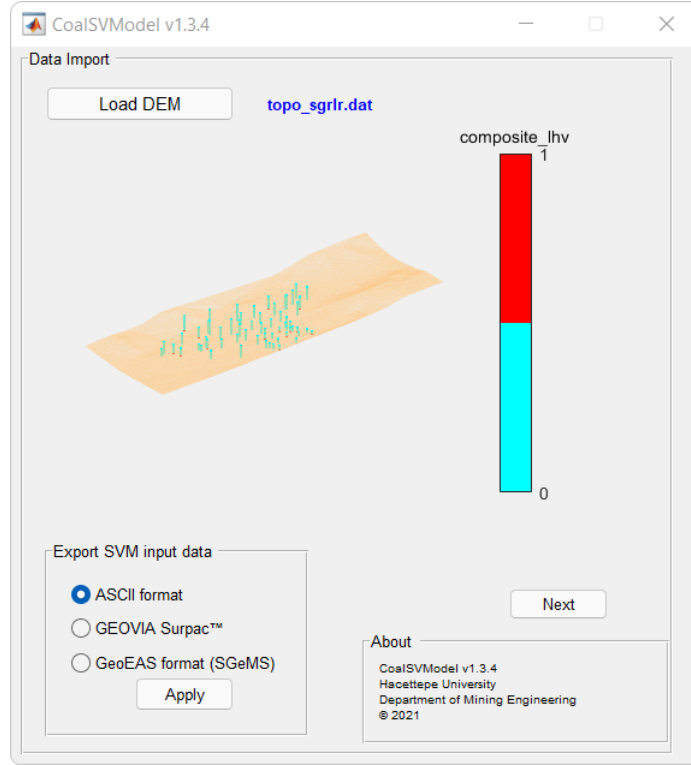 CoalSVModel v1.3.4
Data Import
Load DEM
topo_sgrlr.dat
composite_lhv
1
0
Export SVM input data
ASCII format
GEOVIA Surpac™
GeoEAS format (SGeMS)
Apply
Next
About
CoalSVModel v1.3.4
Hacettepe University
Department of Mining Engineering
© 2021